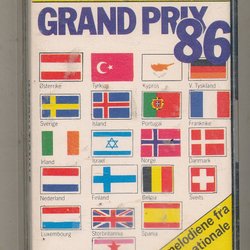 GRAND PRIX
86
Østerrike Tyrkia Kypros V. Tyskland
Sverige Island Portugal Frankrike
Irland Israel Norge Danmark
Nederland Finland Belgia Sveits
Luxembourg Storbritannia Spania
melodiene fra